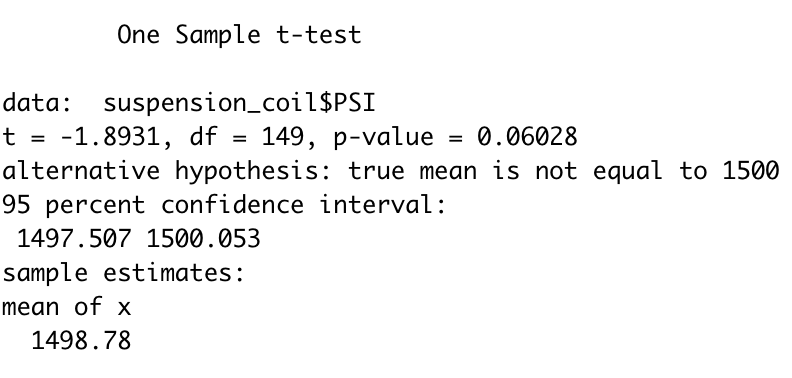 One Sample t-test
data:  suspension_coil$PSI
t = -1.8931, df = 149, p-value = 0.06028
alternative hypothesis: true mean is not equal to 1500
95 percent confidence interval:
1497.507 1500.053
sample estimates:
mean of x
1498.78